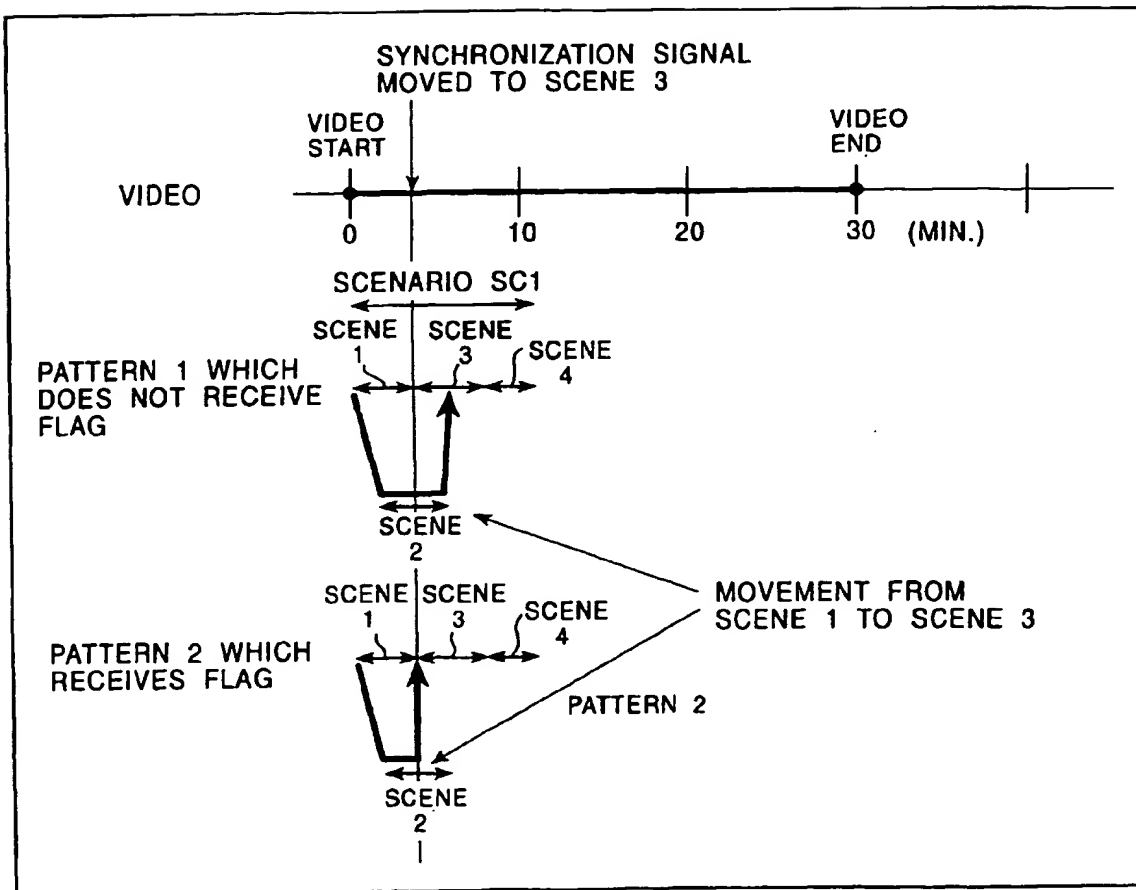 SYNCHRONIZATION SIGNAL
MOVED TO SCENE 3
VIDEO
START
VIDEO
END
VIDEO
0
10
20
30
(MIN.)
SCENARIO SC1
SCENE
1
SCENE
3
SCENE
4
PATTERN 1 WHICH
DOES NOT RECEIVE
FLAG
SCENE
2
MOVEMENT FROM
SCENE 1 TO SCENE 3
SCENE
1
SCENE
3
SCENE
4
PATTERN 2 WHICH
RECEIVES FLAG
PATTERN 2
SCENE
2